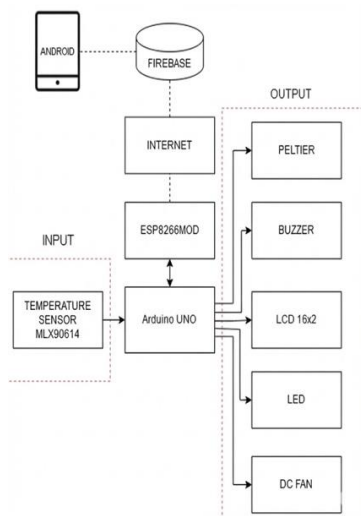 ANDROID
FIREBASE
OUTPUT
INTERNET
PELTIER
ESP8266MOD
BUZZER
INPUT
TEMPERATURE
SENSOR
MLX90614
Arduino UNO
LCD 16x2
LED
DC FAN